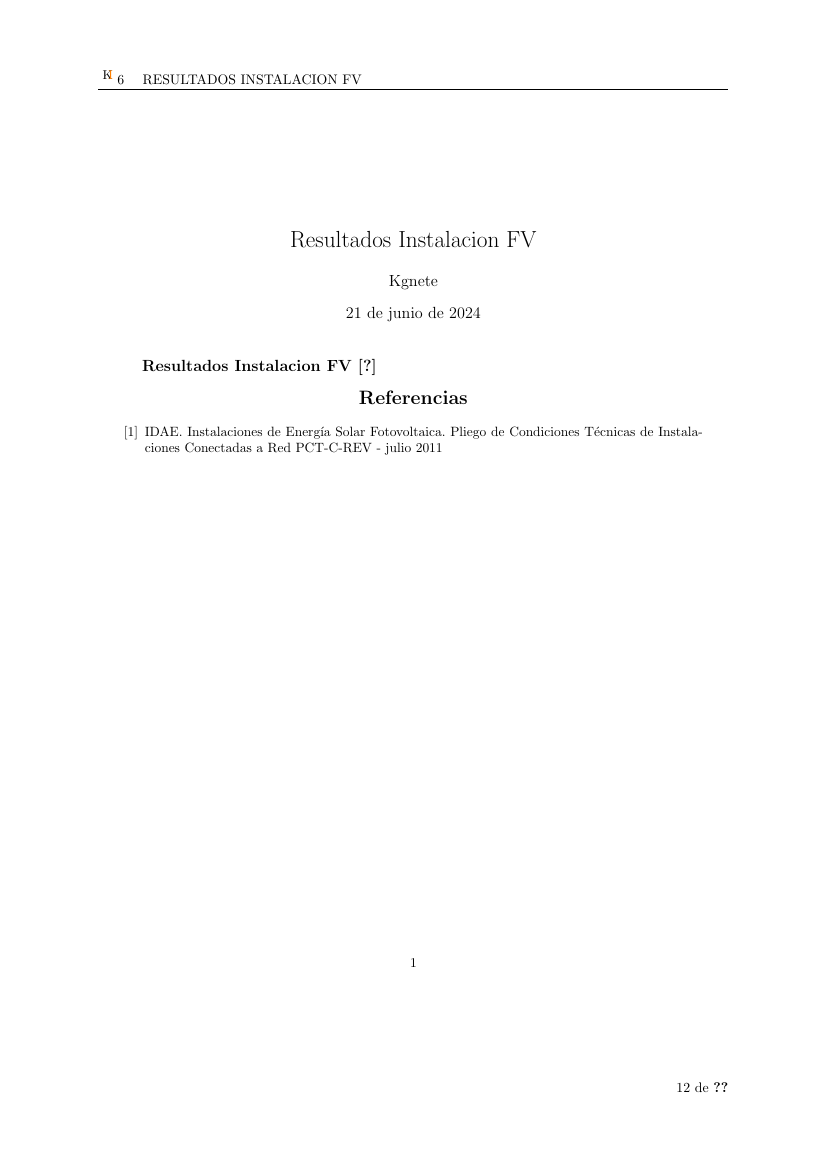 K 6 RESULTADOS INSTALACION FV
Resultados Instalacion FV
Kgnete
21 de junio de 2024
Resultados Instalacion FV [?]
Referencias
[1] IDAE. Instalaciones de Energía Solar Fotovoltaica. Pliego de Condiciones Técnicas de Instala-
ciones Conectadas a Red PCT-C-REV - julio 2011
1
12 de ??